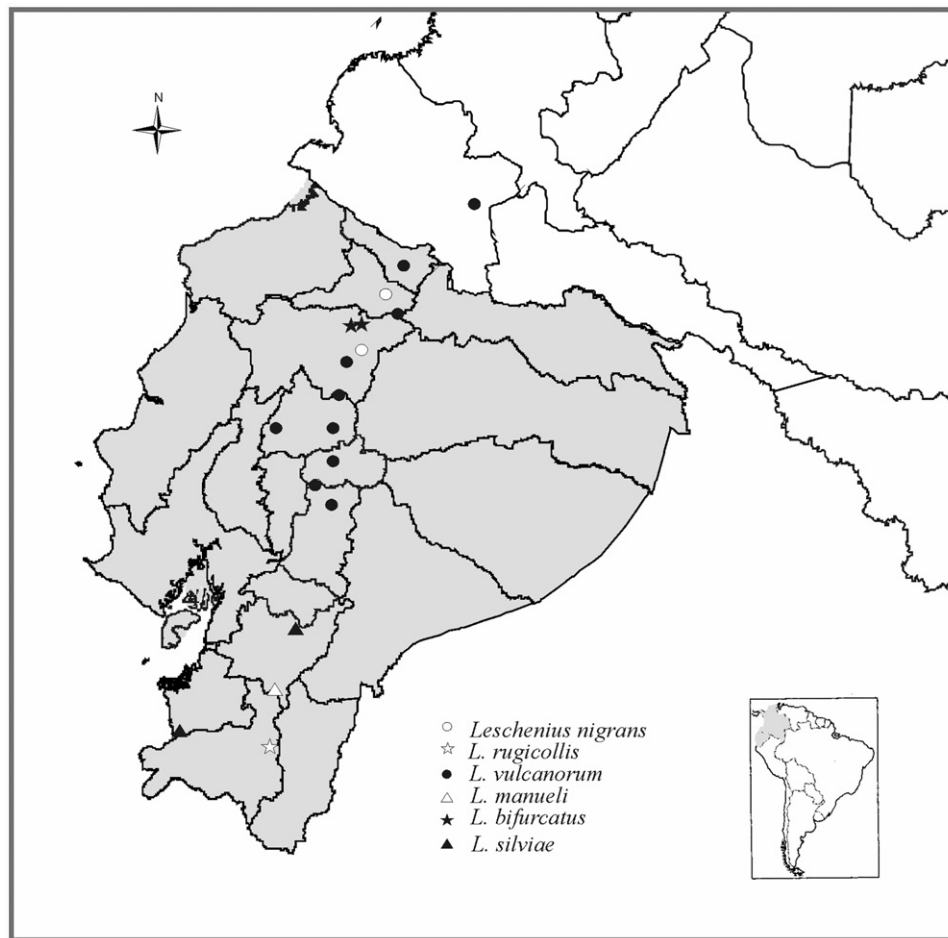 N
Leschenius nigrans
L. rugicollis
L. vulcanorum
L. manueli
L. bifurcatus
L. silviae